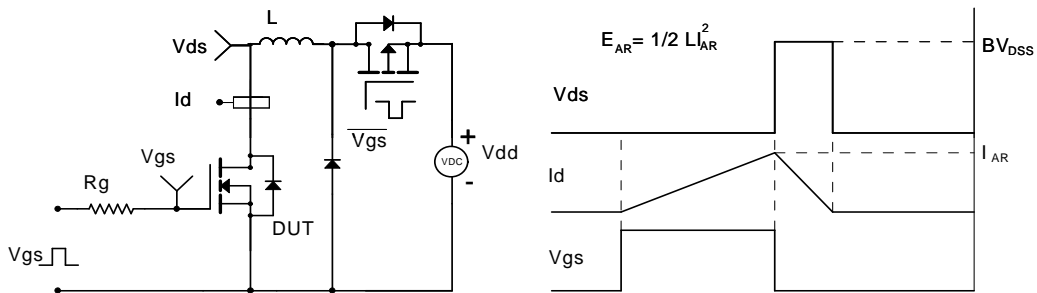 L
Vds
Id
Vgs
Rg
Vgs
DUT
Vgs
VDC
+
-
Vdd
E_AR = 1/2 LI_AR^2
Vds
BV_DSS
Id
I_AR
Vgs